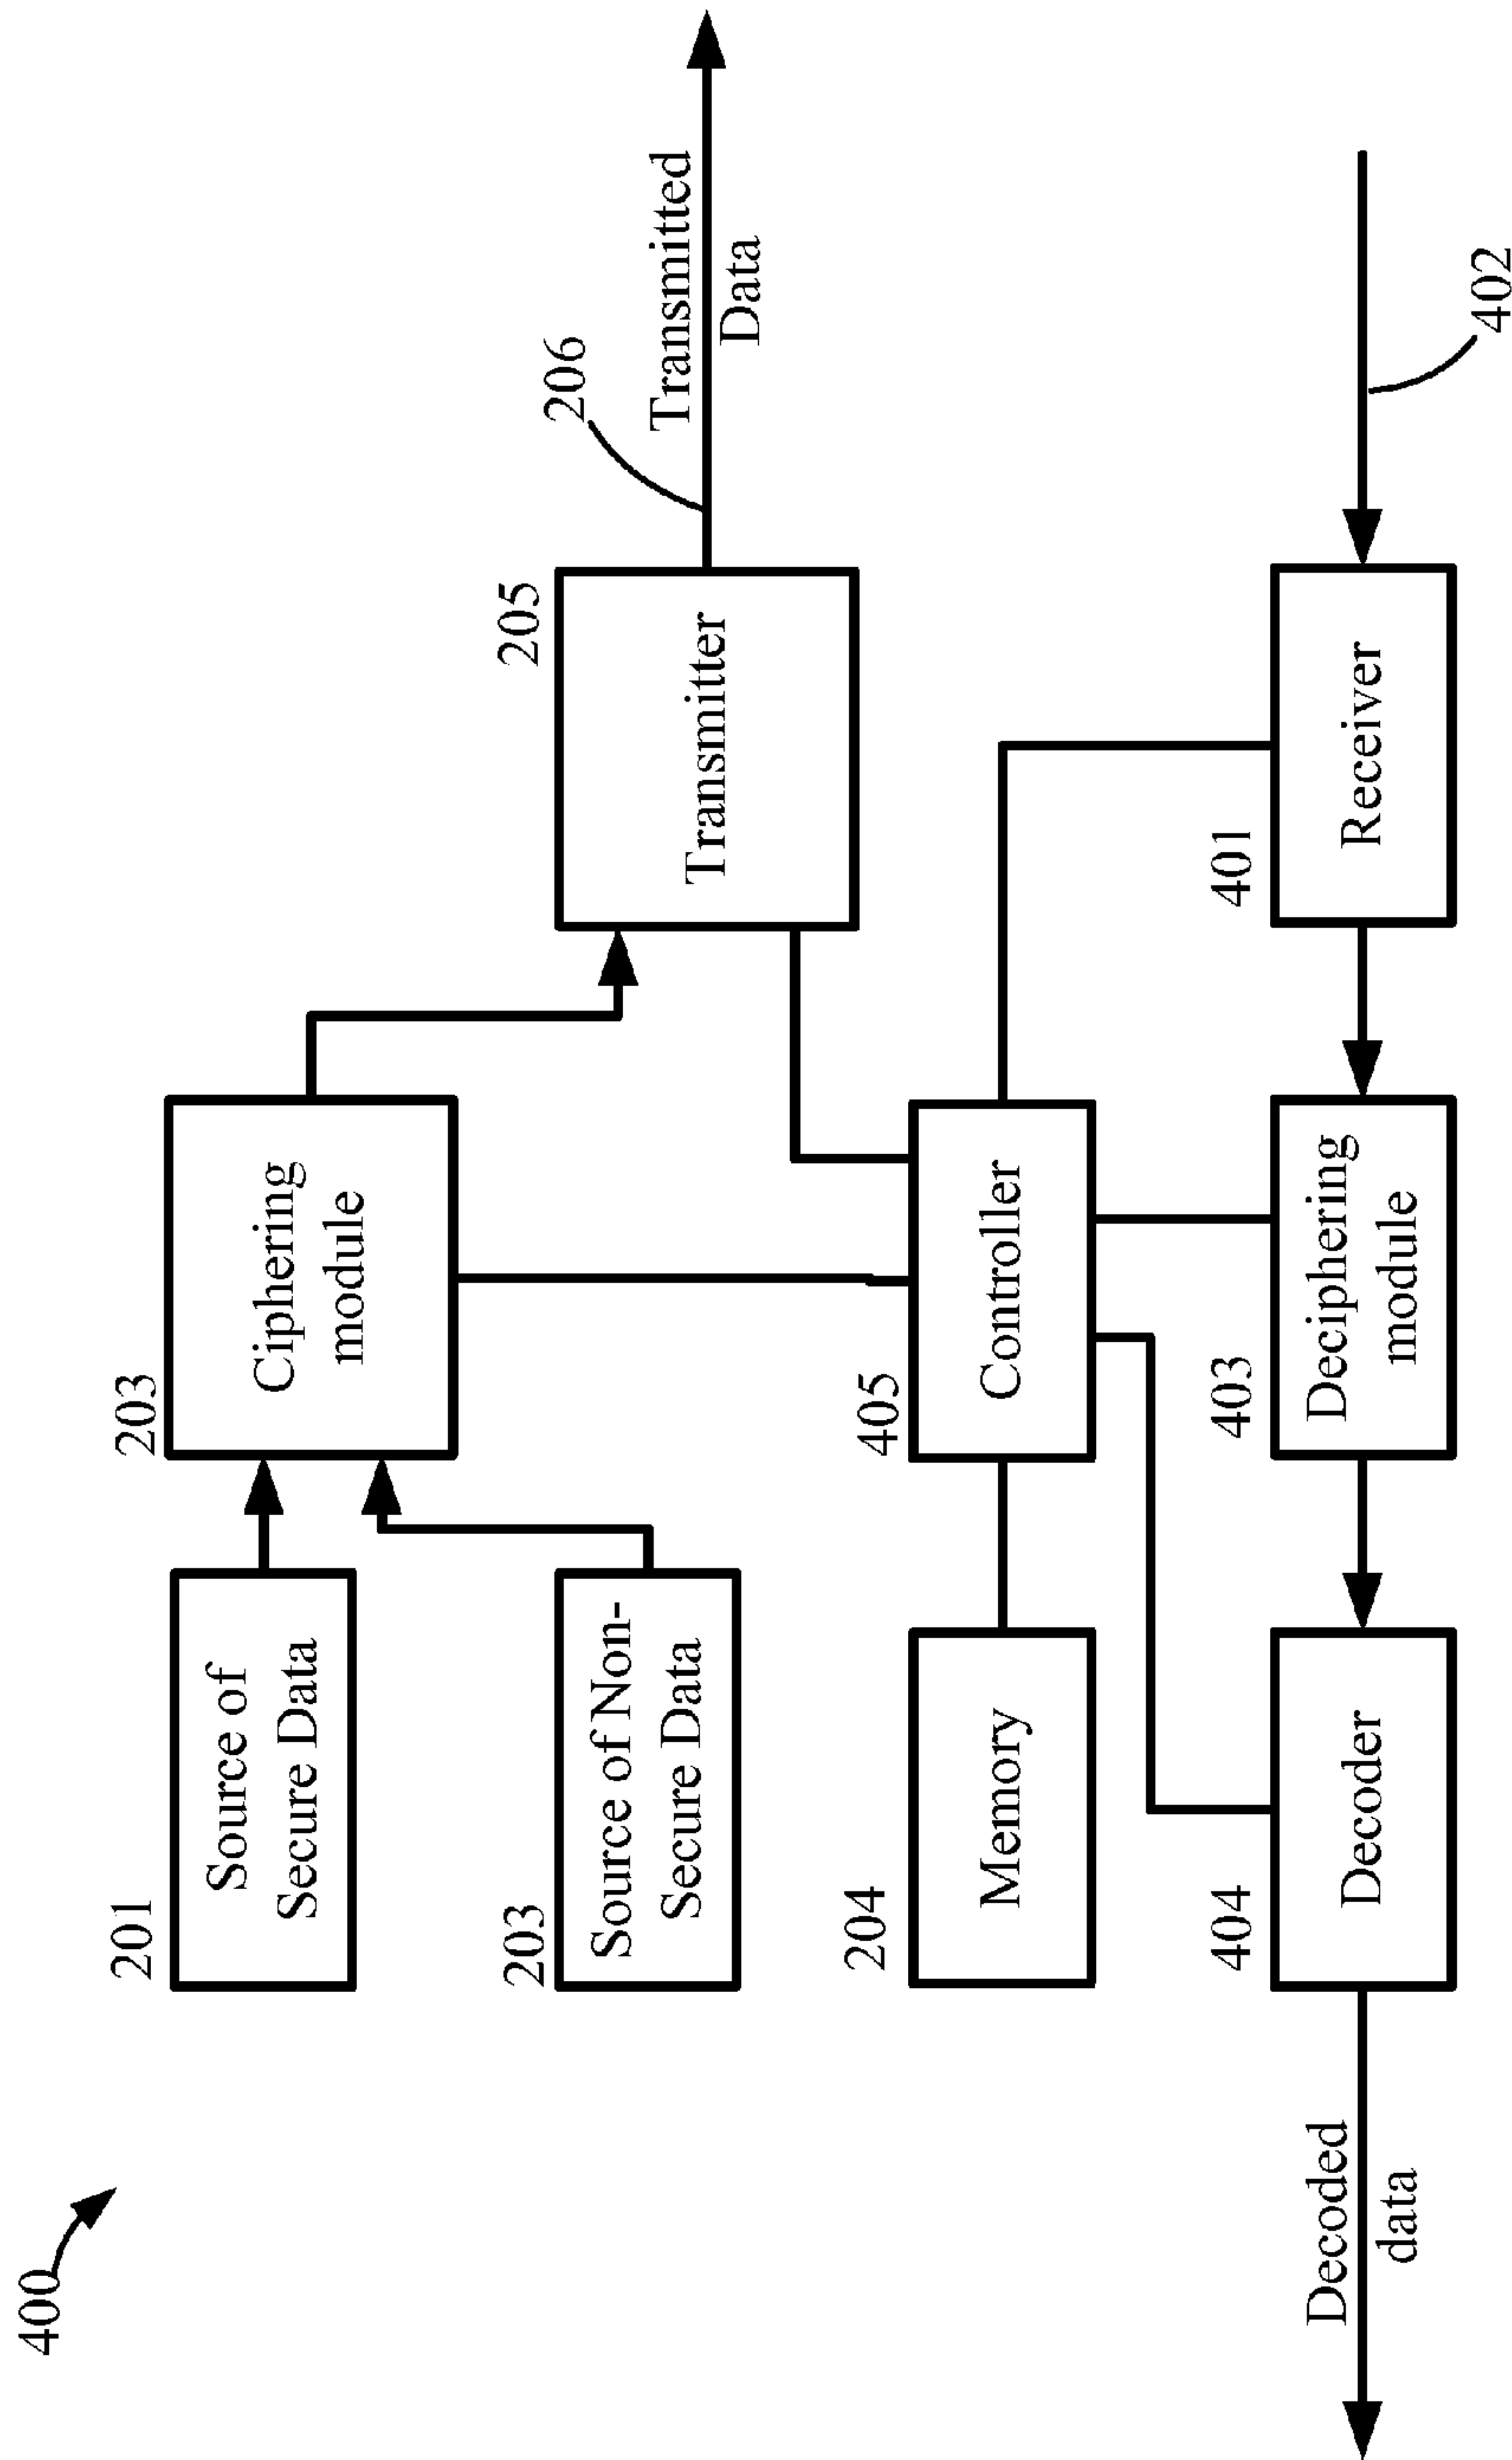 400
201
Source of
Secure Data
203
Ciphering
module
203
Source of Non-
Secure Data
205
Transmitter
206
Transmitted
Data
204
Memory
405
Controller
404
Decoder
403
Deciphering
module
401
Receiver
402
Decoded
data